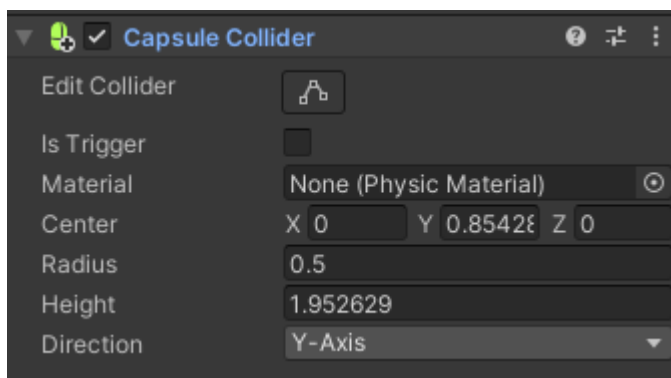 Capsule Collider
Edit Collider
Is Trigger
Material None (Physic Material)
Center X 0 Y 0.85428 Z 0
Radius 0.5
Height 1.952629
Direction Y-Axis